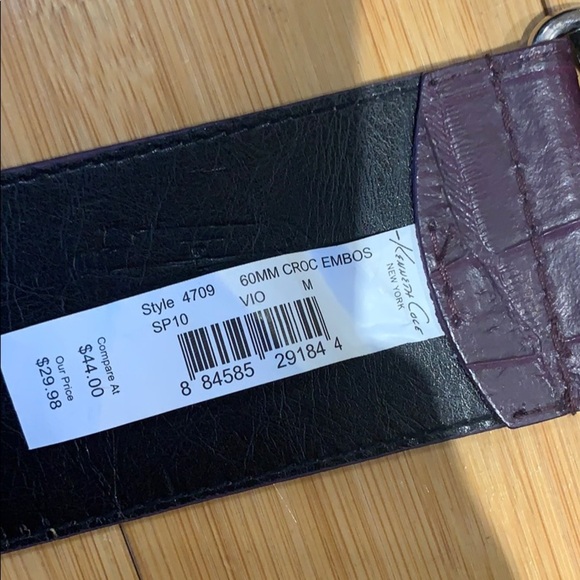 Kenneth Cole
NEW YORK
Style 4709 60MM CROC EMBOS
SP10 VIO M
8 84585 29184 4
Compare At
$44.00
Our Price
$29.98